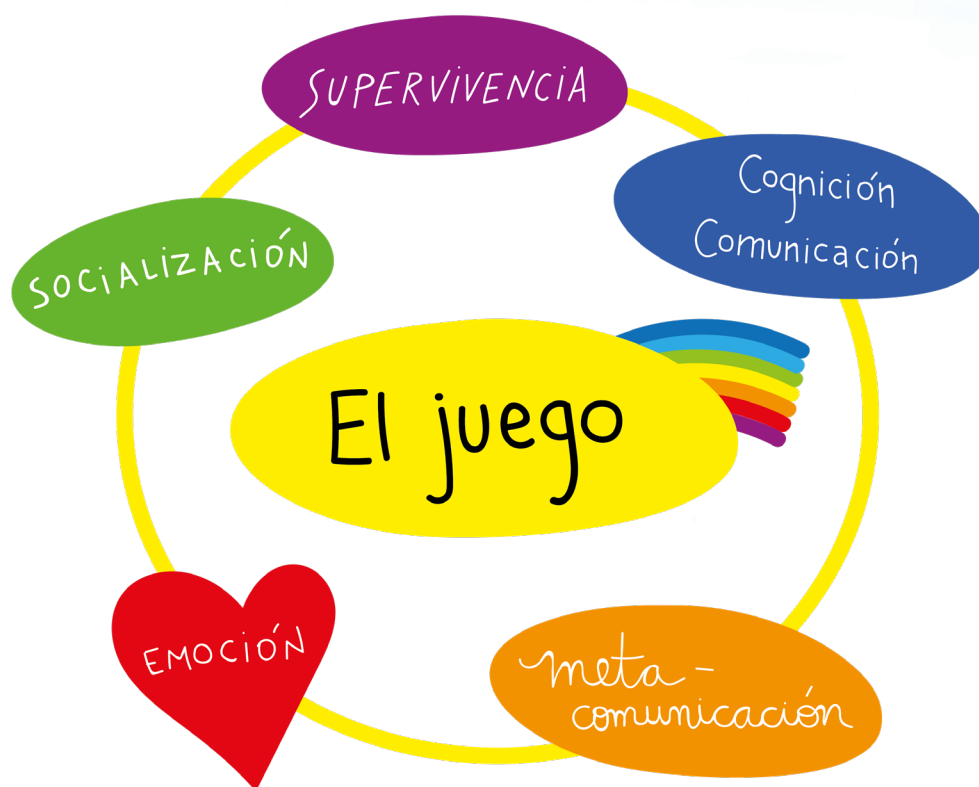 SUPERVIVENCIA
Cognición
Comunicación
SOCIALIZACIÓN
El juego
EMOCIÓN
meta-
comunicación